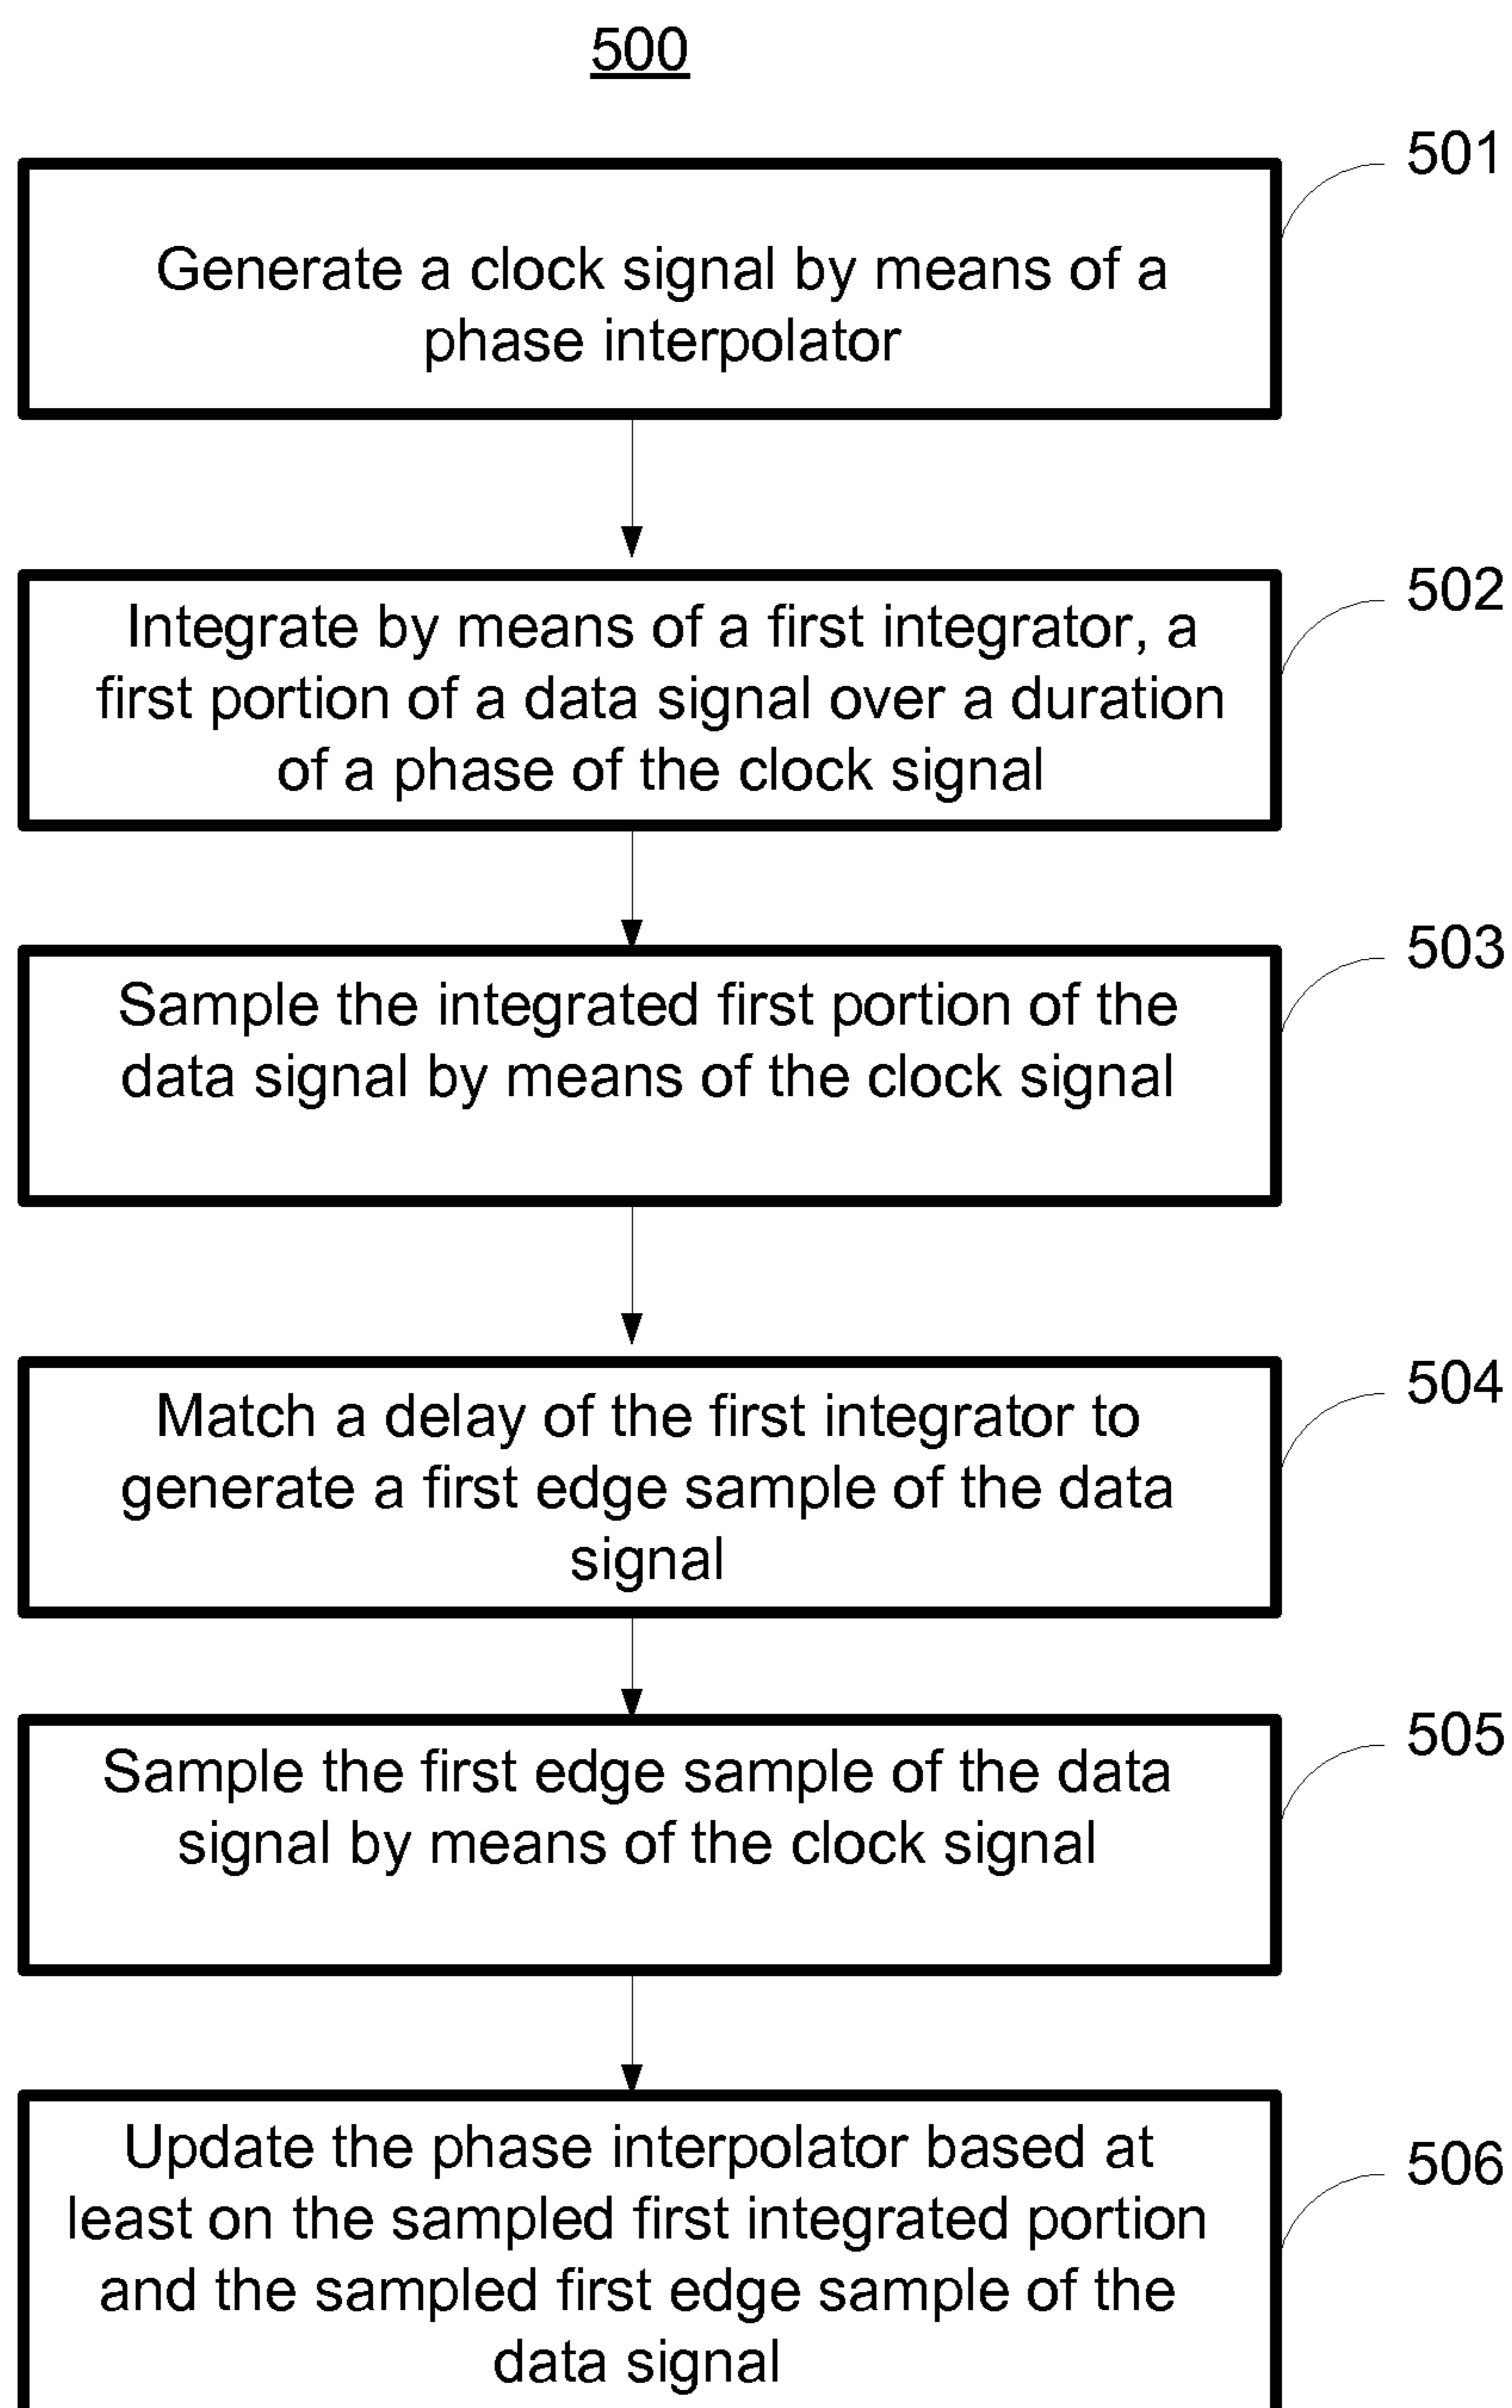 500
501
Generate a clock signal by means of a
phase interpolator
502
Integrate by means of a first integrator, a
first portion of a data signal over a duration
of a phase of the clock signal
503
Sample the integrated first portion of the
data signal by means of the clock signal
504
Match a delay of the first integrator to
generate a first edge sample of the data
signal
505
Sample the first edge sample of the data
signal by means of the clock signal
506
Update the phase interpolator based at
least on the sampled first integrated portion
and the sampled first edge sample of the
data signal